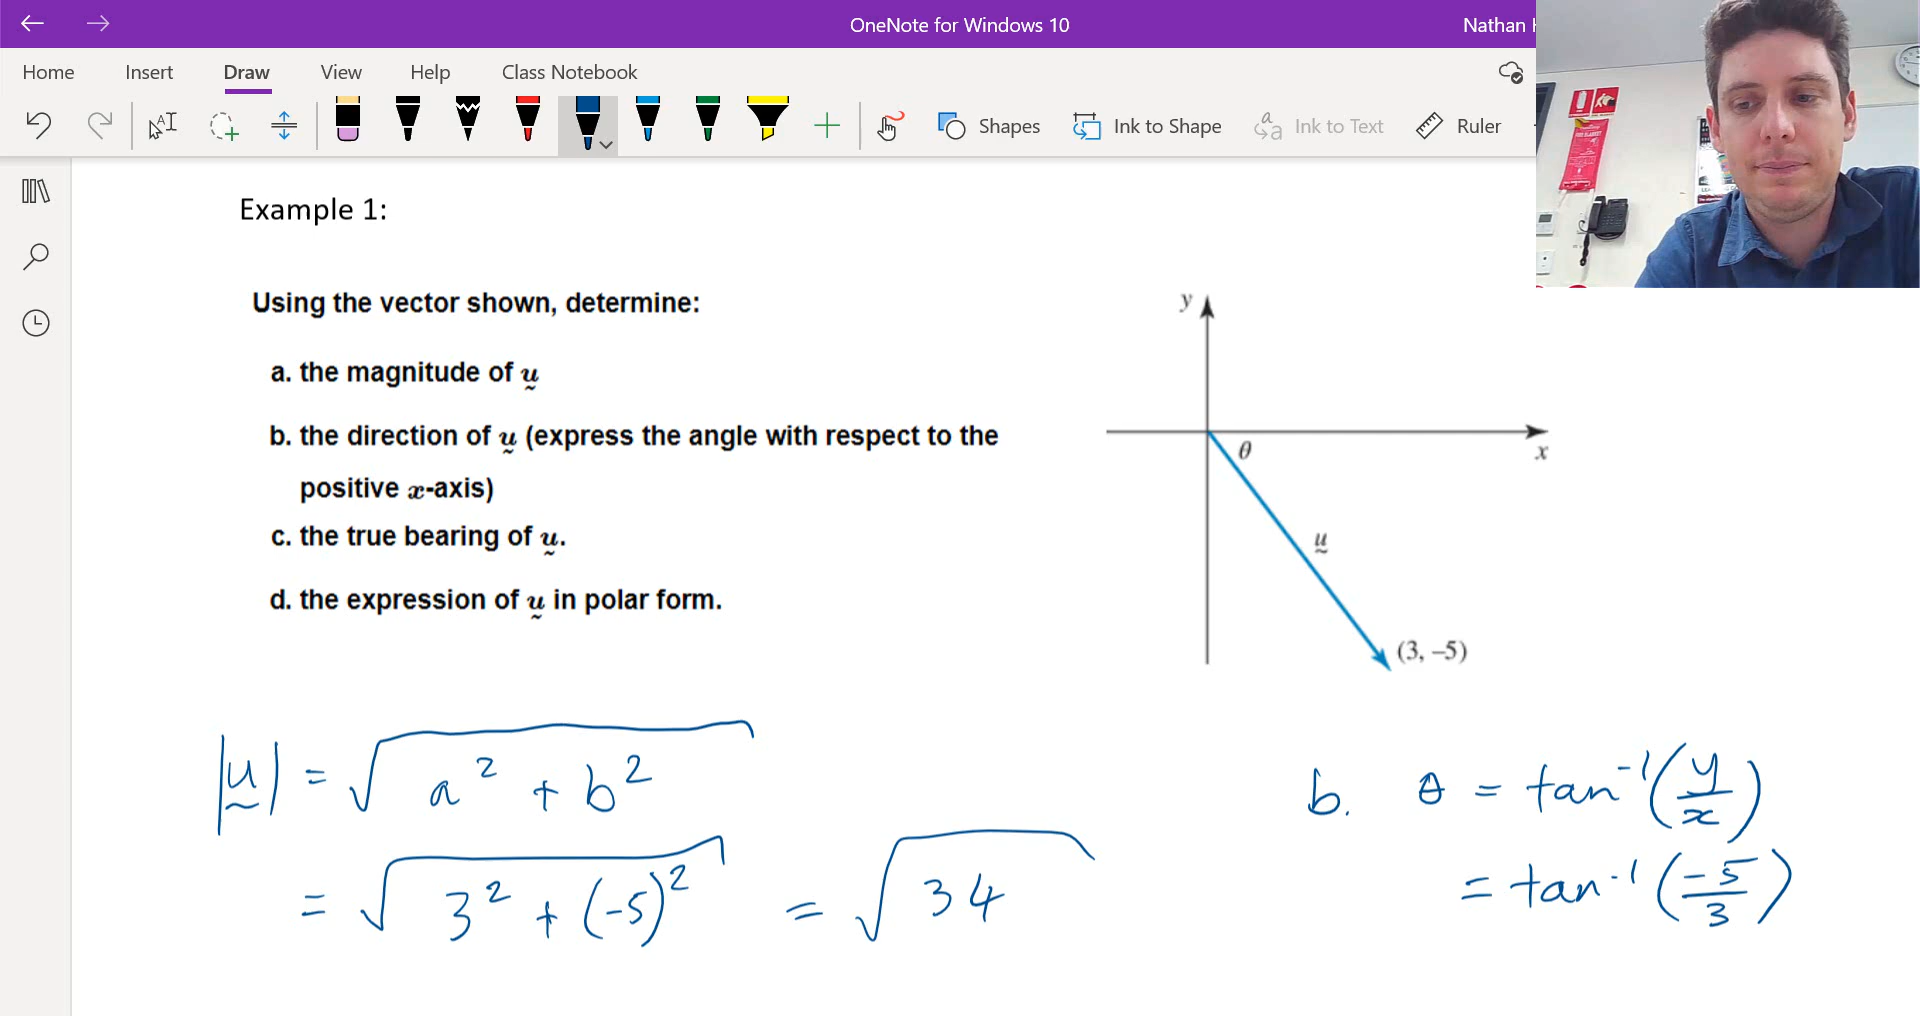 OneNote for Windows 10
Nathan
Home Insert Draw View Help Class Notebook
Shapes Ink to Shape Ink to Text Ruler
Example 1:
Using the vector shown, determine:
a. the magnitude of ṵ
b. the direction of ṵ (express the angle with respect to the
positive x-axis)
c. the true bearing of ṵ.
d. the expression of ṵ in polar form.
y
θ
x
ṵ
(3, –5)
|ṵ| = √(a² + b²)
= √(3² + (-5)²) = √34
b. θ = tan⁻¹(y/x)
= tan⁻¹(-5/3)